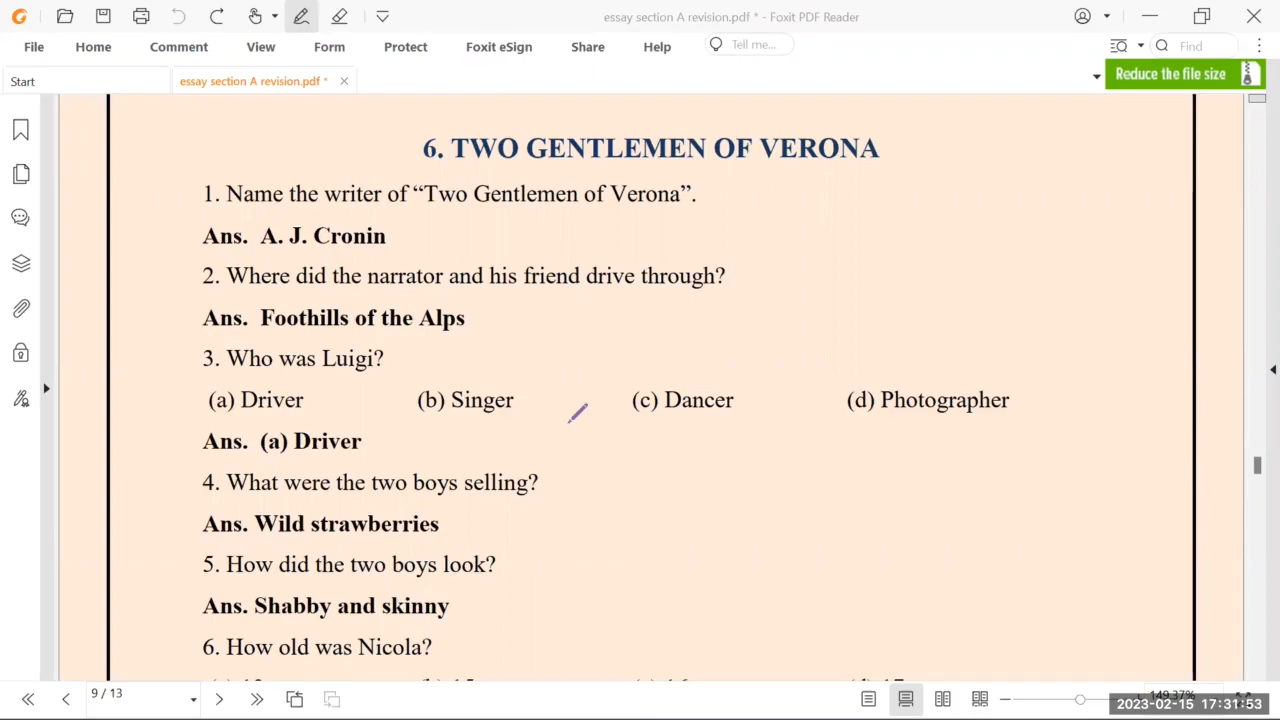 essay section A revision.pdf * - Foxit PDF Reader
File Home Comment View Form Protect Foxit eSign Share Help Tell me... Find
Start essay section A revision.pdf * Reduce the file size
6. TWO GENTLEMEN OF VERONA
1. Name the writer of “Two Gentlemen of Verona”.
Ans. A. J. Cronin
2. Where did the narrator and his friend drive through?
Ans. Foothills of the Alps
3. Who was Luigi?
(a) Driver (b) Singer (c) Dancer (d) Photographer
Ans. (a) Driver
4. What were the two boys selling?
Ans. Wild strawberries
5. How did the two boys look?
Ans. Shabby and skinny
6. How old was Nicola?
9 / 13 149.37%
2023-02-15 17:31:53